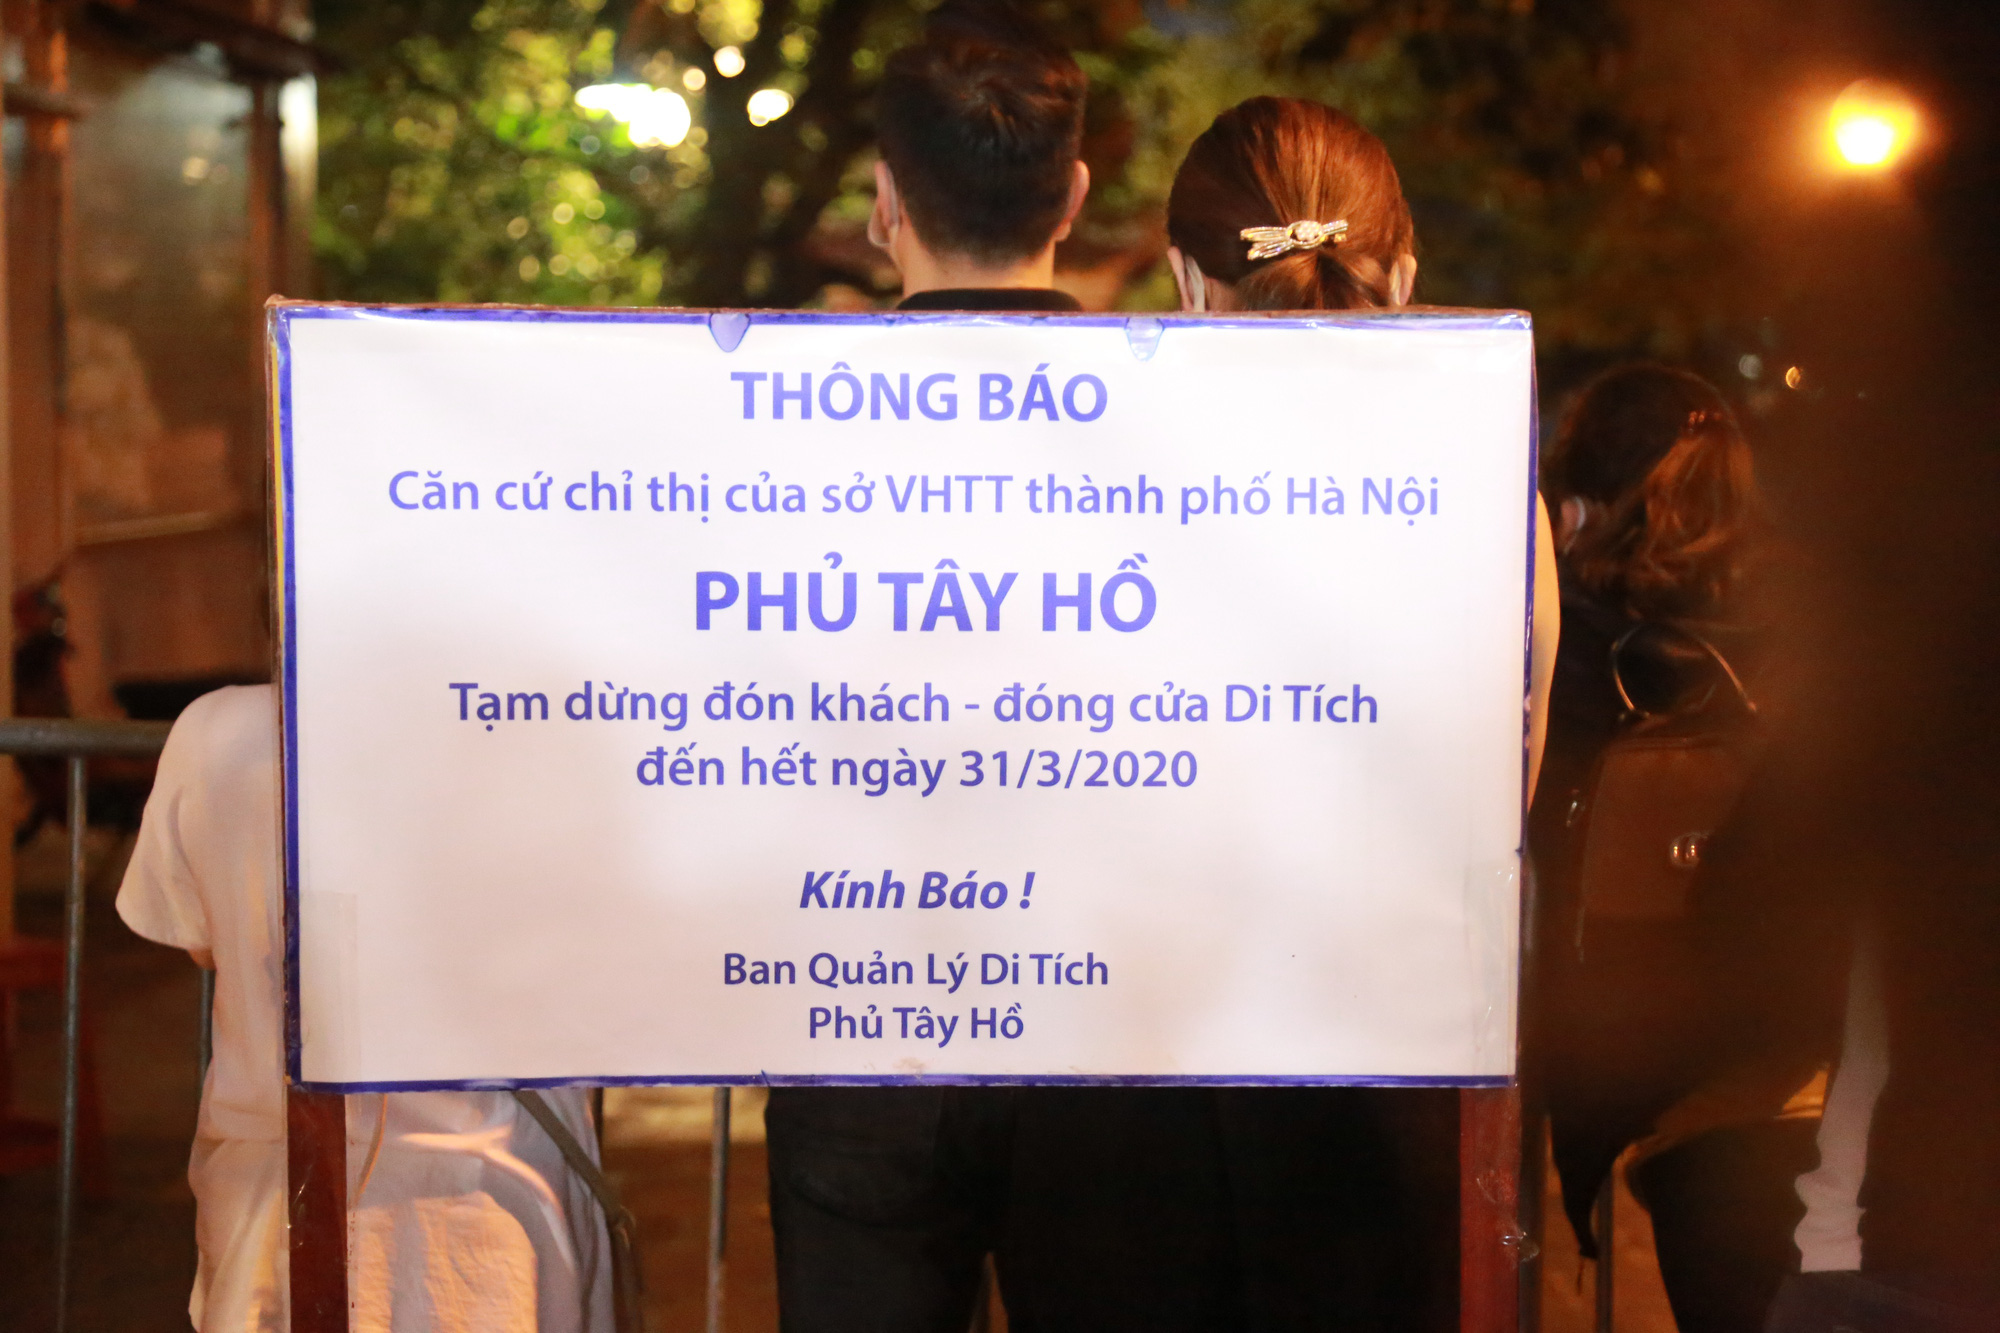 THÔNG BÁO
Căn cứ chỉ thị của sở VHTT thành phố Hà Nội
PHỦ TÂY HỒ
Tạm dừng đón khách - đóng cửa Di Tích
đến hết ngày 31/3/2020
Kính Báo !
Ban Quản Lý Di Tích
Phủ Tây Hồ